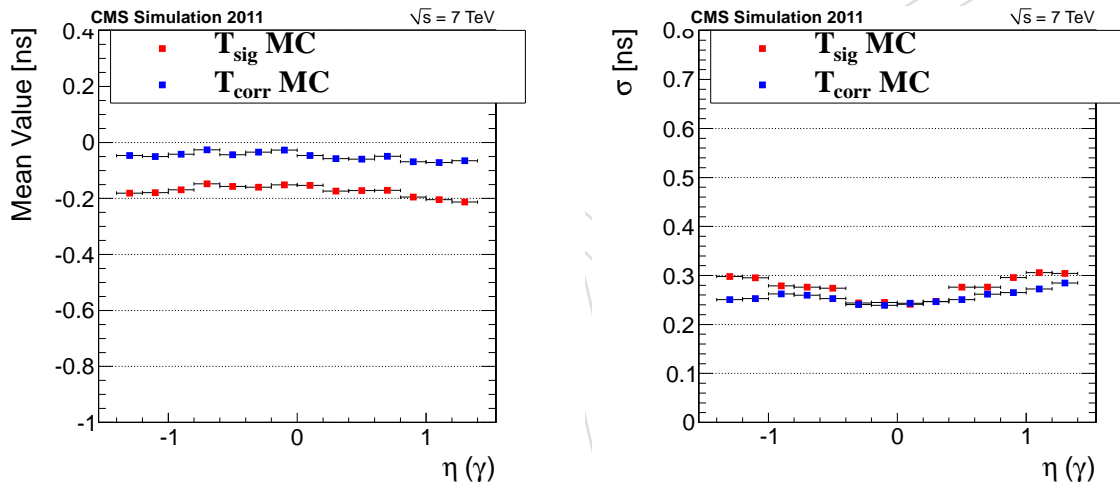 CMS Simulation 2011 √s = 7 TeV
Mean Value [ns]
0.4
0.2
0
-0.2
-0.4
-0.6
-0.8
-1
T_sig MC
T_corr MC
-1 0 1
η (γ)
CMS Simulation 2011 √s = 7 TeV
σ [ns]
0.8
0.7
0.6
0.5
0.4
0.3
0.2
0.1
0
T_sig MC
T_corr MC
-1 0 1
η (γ)